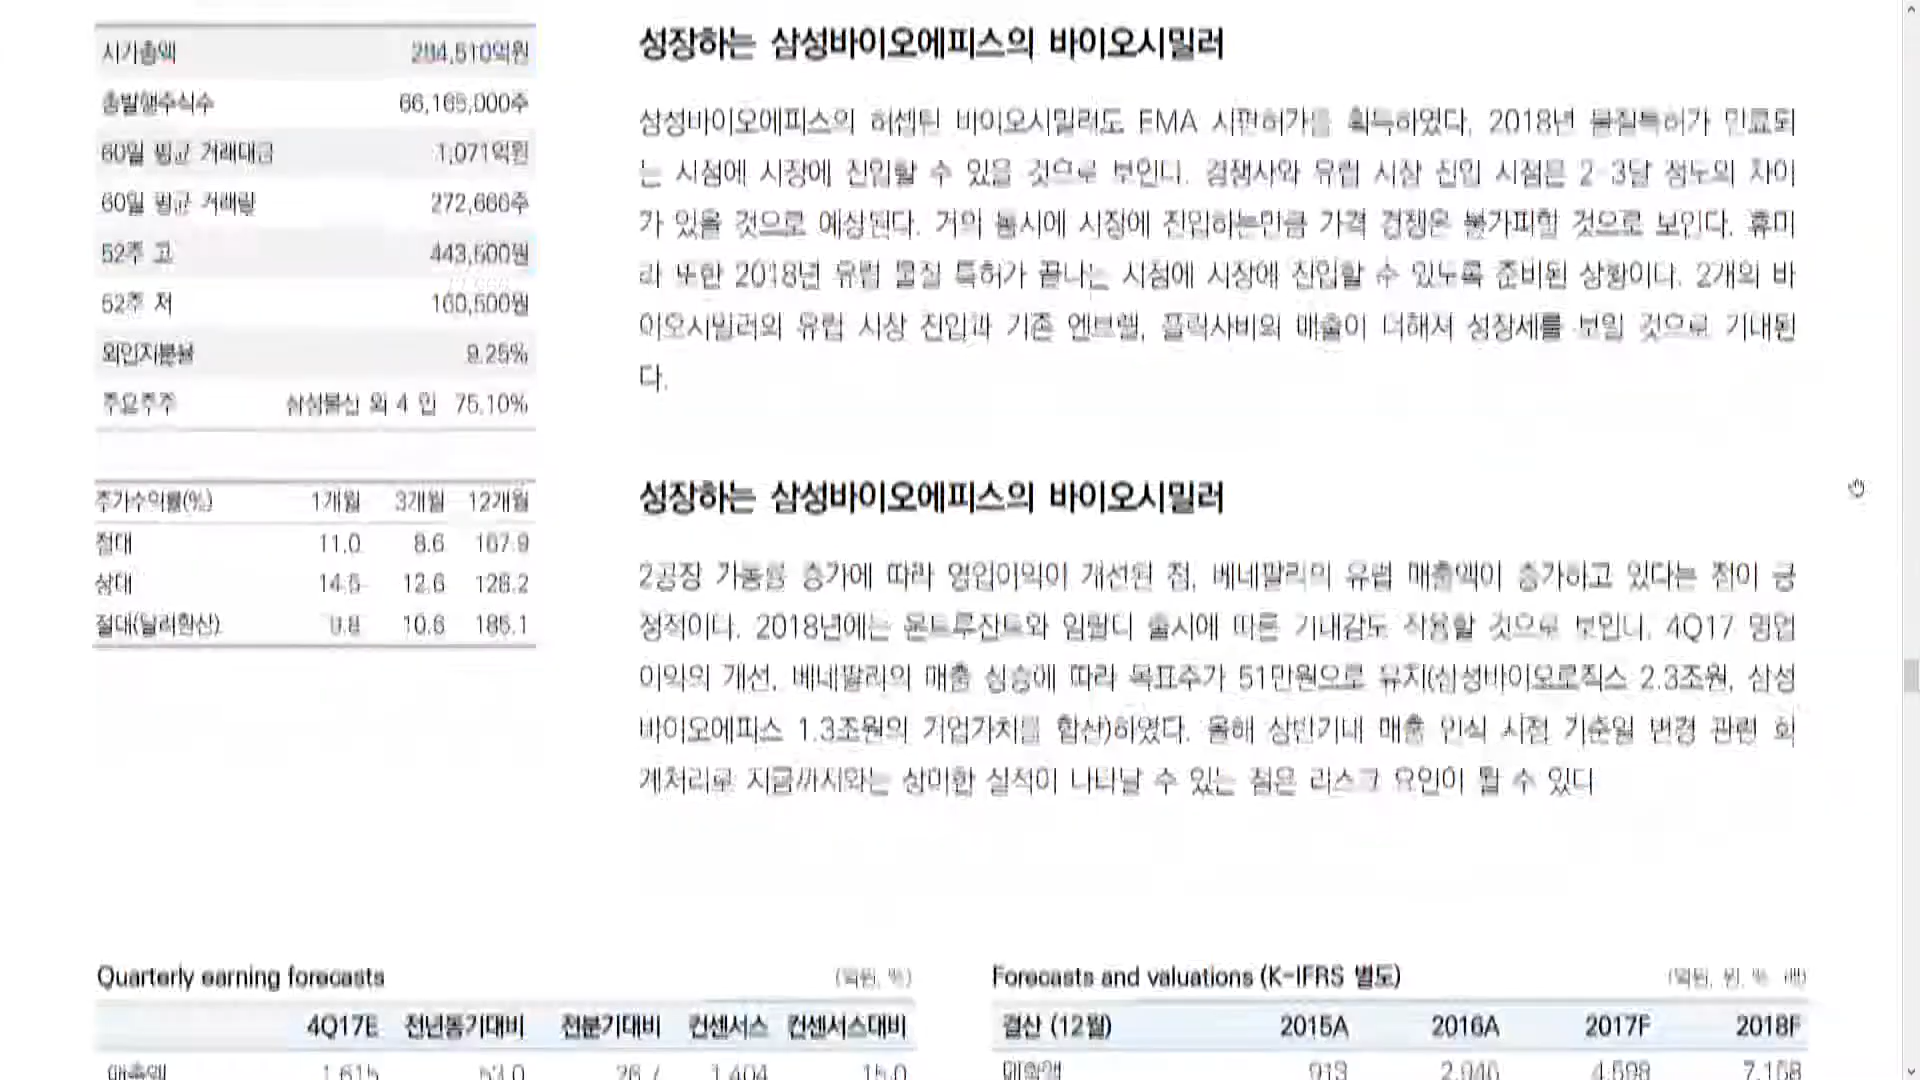 시가총액 284,510억원
총발행주식수 66,165,000주
60일 평균 거래대금 1,071억원
60일 평균 거래량 272,666주
52주 고 443,500원
52주 저 160,500원
외인지분율 9.25%
주요주주 삼성물산 외 4 인 75.10%
주가수익률(%) 1개월 3개월 12개월
절대 11.0 8.6 167.9
상대 12.6
절대(달러환산) 10.6
성장하는 삼성바이오에피스의 바이오시밀러
삼성바이오에피스의 허셉틴 바이오시밀러도 EMA 시판허가를 획득하였다. 2018년 물질특허가 만료되
는 시점에 시장에 진입할 수 있을 것으로 보인다. 경쟁사와 유럽 시장 진입 시점은 2-3달 정도의 차이
가 있을 것으로 예상된다. 거의 동시에 시장에 진입하는만큼 가격 경쟁은 불가피할 것으로 보인다. 휴미
라 또한 2018년 유럽 물질 특허가 끝나는 시점에 시장에 진입할 수 있도록 준비된 상황이다. 2개의 바
이오시밀러의 유럽 시장 진입과 기존 엔브렐, 플릭사비의 매출이 더해져 성장세를 보일 것으로 기대된
다.
성장하는 삼성바이오에피스의 바이오시밀러
2공장 가동률 증가에 따라 영업이익이 개선된 점, 베네팔리의 유럽 매출액이 증가하고 있다는 점이 긍
정적이다. 2018년에는 온트루잔트와 임랄디 출시에 따른 기대감도 작용할 것으로 보인다. 4Q17 영업
이익의 개선, 베네팔리의 매출 상승에 따라 목표주가 51만원으로 유지(삼성바이오로직스 2.3조원, 삼성
바이오에피스 1.3조원의 기업가치를 합산)하였다. 올해 상반기내 매출 인식 시점 기준일 변경 관련 회
계처리로 지금까지와는 상이한 실적이 나타날 수 있는 점은 리스크 요인이 될 수 있다
Quarterly earning forecasts (억원, %)
4Q17E 전년동기대비 전분기대비 컨센서스 컨센서스대비
매출액 1,615 53.0 26.7 1,404 15.0
Forecasts and valuations (K-IFRS 별도) (억원, 원, %, 배)
결산 (12월) 2015A 2016A 2017F 2018F
매출액 913 2,946 4,598 7,158